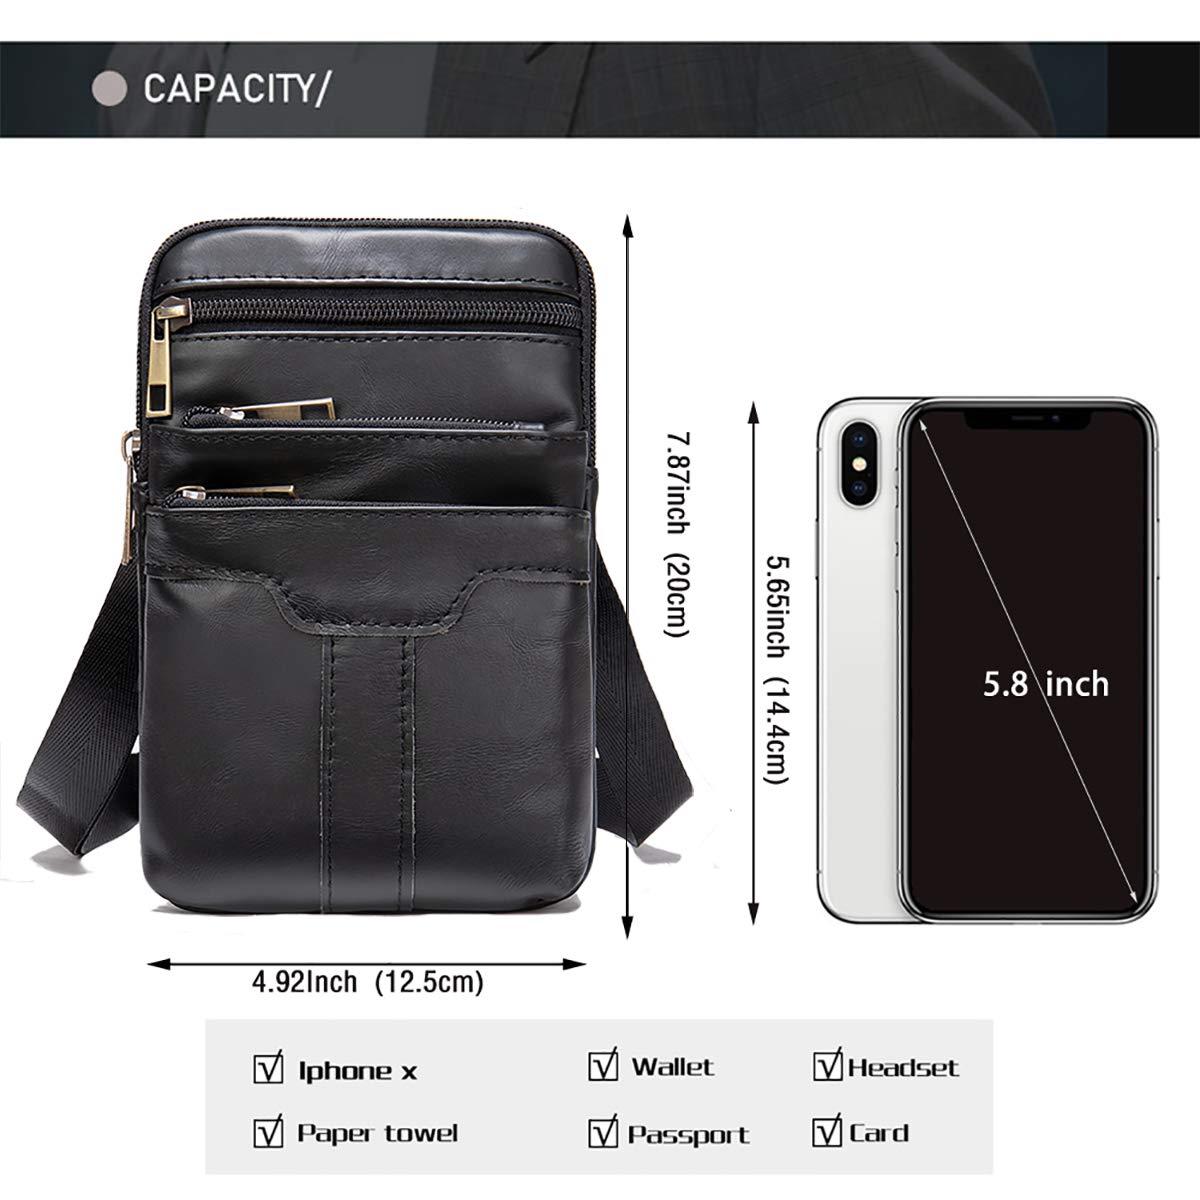 CAPACITY/
7.87inch (20cm)
5.65inch (14.4cm)
5.8 inch
4.92Inch (12.5cm)
Iphone x
Wallet
Headset
Paper towel
Passport
Card